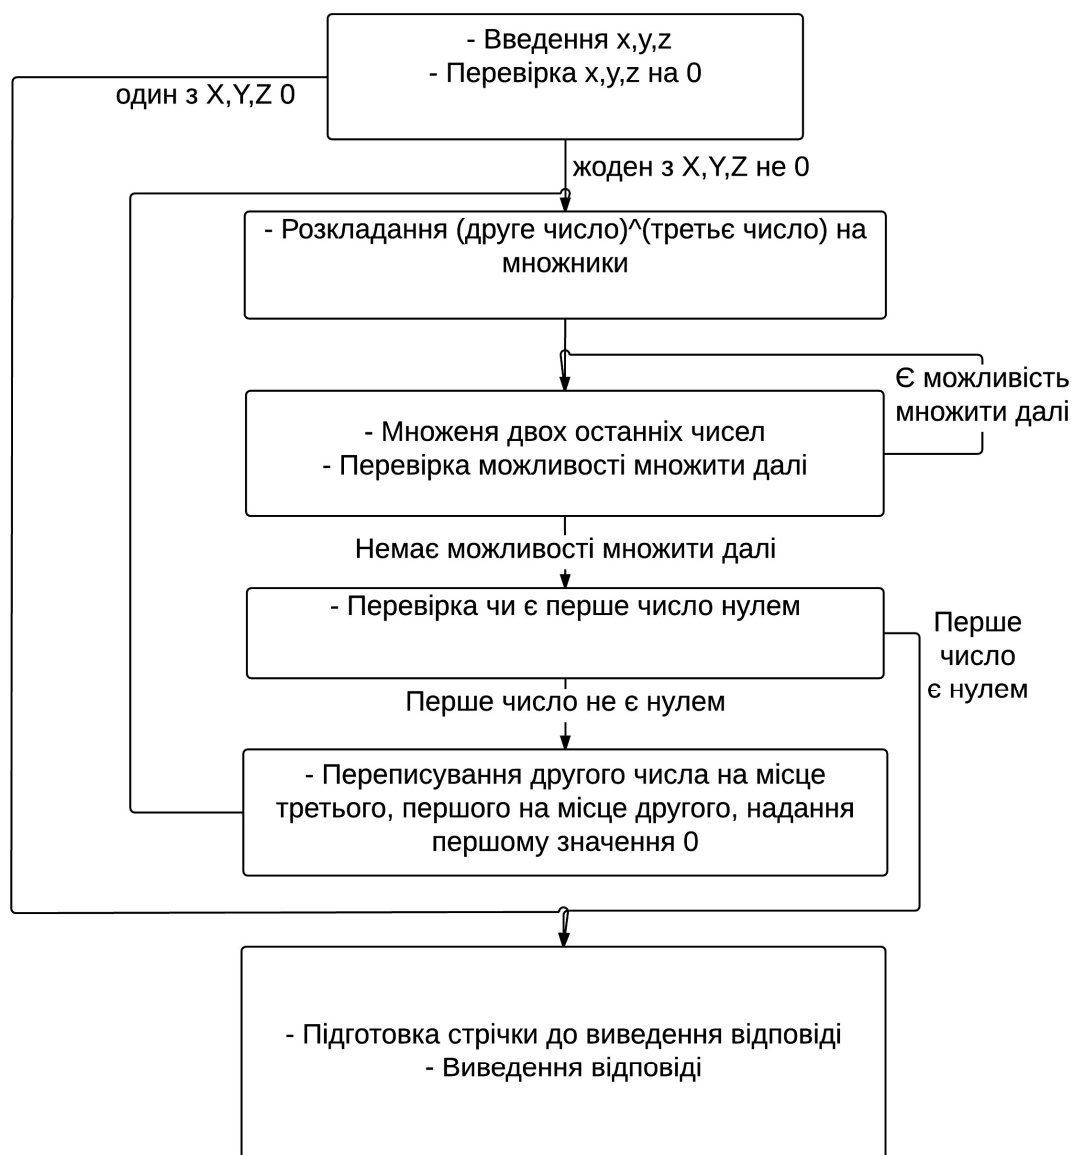 - Введення x,y,z
- Перевірка x,y,z на 0
один з X,Y,Z 0
жоден з X,Y,Z не 0
- Розкладання (друге число)^(третьє число) на
множники
Є можливість
множити далі
- Множеня двох останніх чисел
- Перевірка можливості множити далі
Немає можливості множити далі
- Перевірка чи є перше число нулем
Перше
число
є нулем
Перше число не є нулем
- Переписування другого числа на місце
третього, першого на місце другого, надання
першому значення 0
- Підготовка стрічки до виведення відповіді
- Виведення відповіді